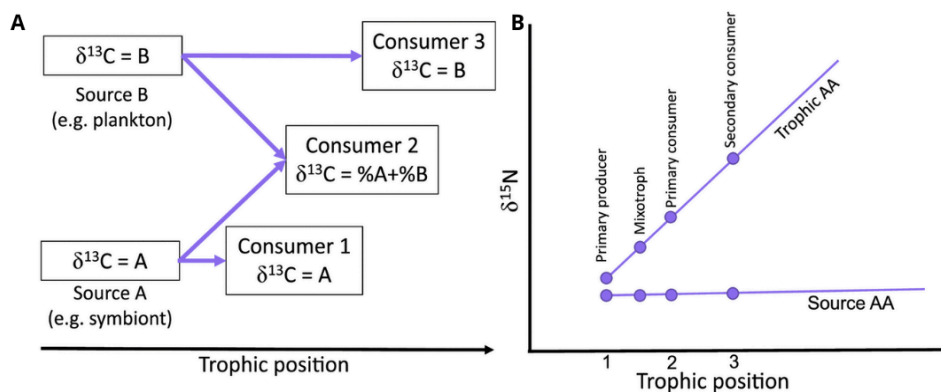 A
δ¹³C = B
Source B
(e.g. plankton)
Consumer 3
δ¹³C = B
Consumer 2
δ¹³C = %A+%B
δ¹³C = A
Source A
(e.g. symbiont)
Consumer 1
δ¹³C = A
Trophic position
B
δ¹⁵N
Primary producer
Mixotroph
Primary consumer
Secondary consumer
Trophic AA
Source AA
1 2 3
Trophic position